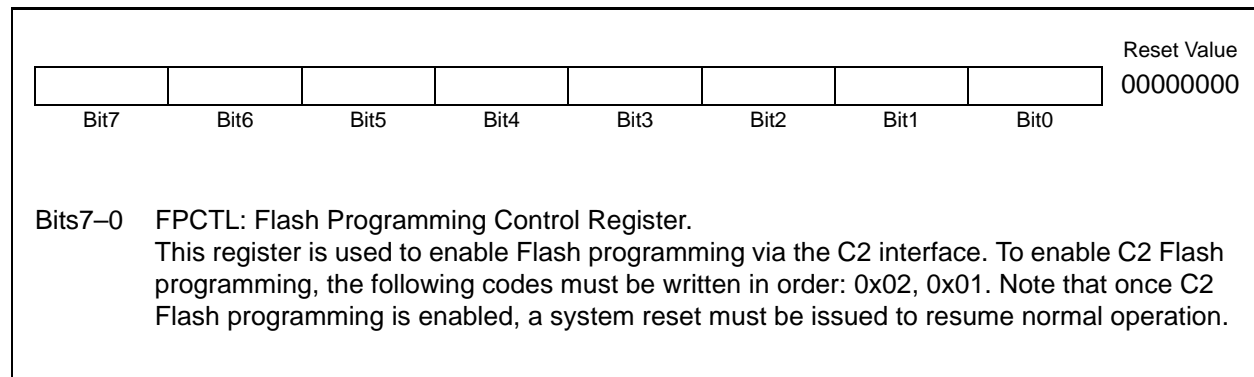 Reset Value
00000000
Bit7 Bit6 Bit5 Bit4 Bit3 Bit2 Bit1 Bit0
Bits7–0 FPCTL: Flash Programming Control Register.
This register is used to enable Flash programming via the C2 interface. To enable C2 Flash
programming, the following codes must be written in order: 0x02, 0x01. Note that once C2
Flash programming is enabled, a system reset must be issued to resume normal operation.